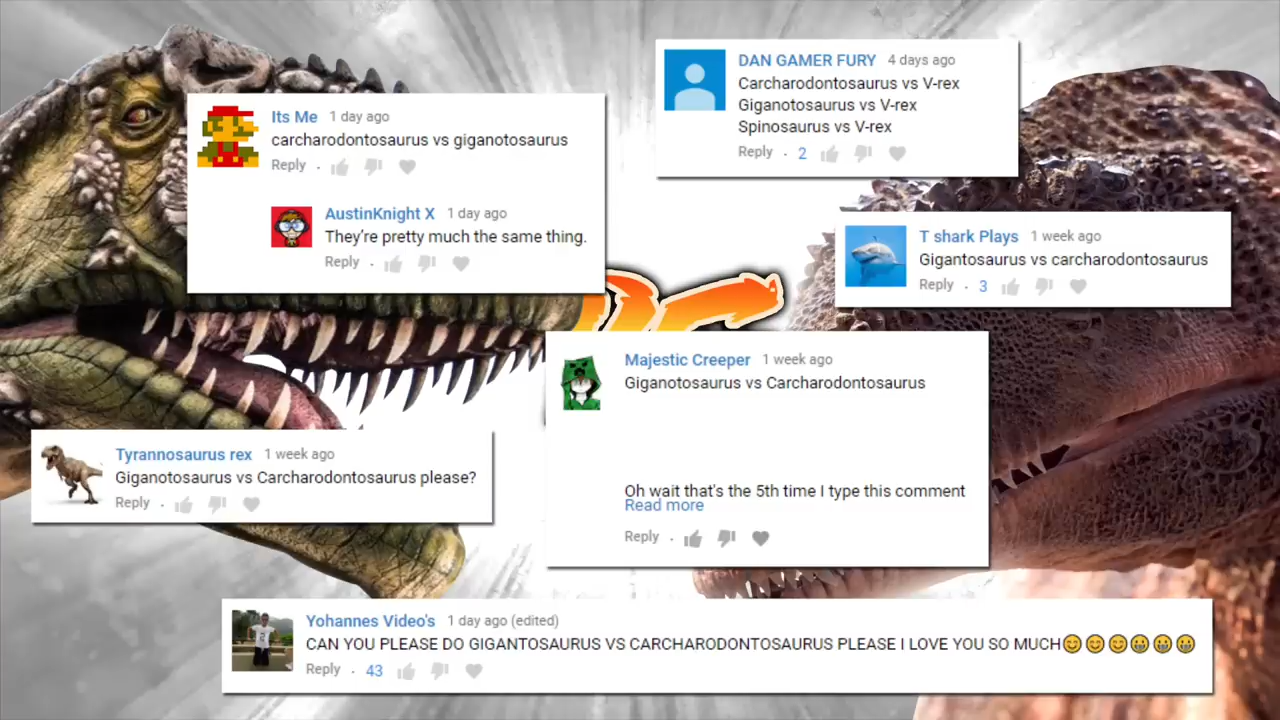 Its Me 1 day ago
carcharodontosaurus vs giganotosaurus
Reply
AustinKnight X 1 day ago
They're pretty much the same thing.
Reply
DAN GAMER FURY 4 days ago
Carcharodontosaurus vs V-rex
Giganotosaurus vs V-rex
Spinosaurus vs V-rex
Reply · 2
T shark Plays 1 week ago
Gigantosaurus vs carcharodontosaurus
Reply · 3
Majestic Creeper 1 week ago
Giganotosaurus vs Carcharodontosaurus
Oh wait that's the 5th time I type this comment
Read more
Reply ·
Tyrannosaurus rex 1 week ago
Giganotosaurus vs Carcharodontosaurus please?
Reply ·
Yohannes Video's 1 day ago (edited)
CAN YOU PLEASE DO GIGANTOSAURUS VS CARCHARODONTOSAURUS PLEASE I LOVE YOU SO MUCH😊😊😊😀😀😀
Reply · 43